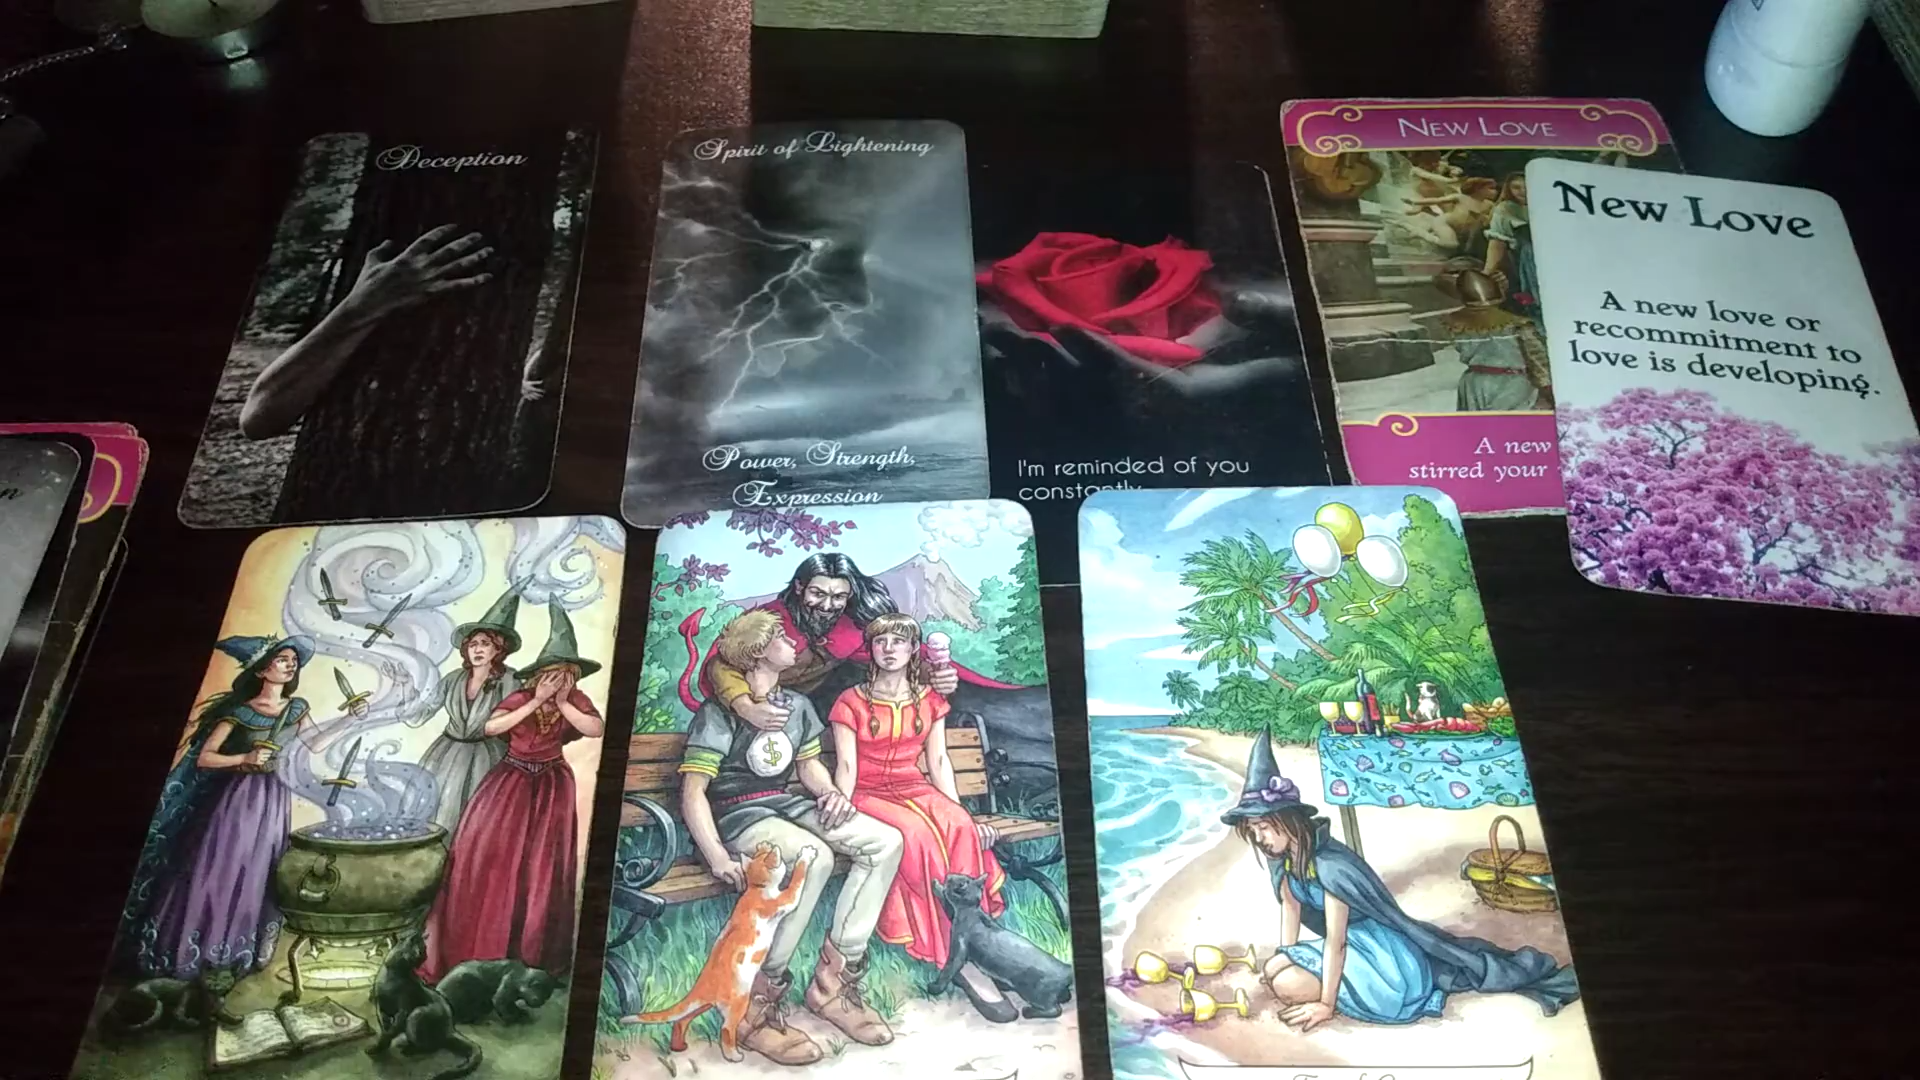 Deception
Spirit of Lightening
Power, Strength,
Expression
I'm reminded of you
constantly
NEW LOVE
A new
stirred your
New Love
A new love or
recommitment to
love is developing.